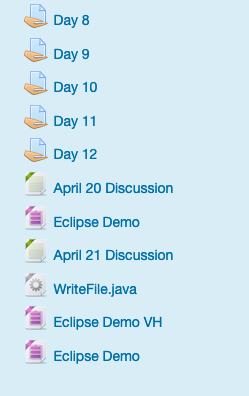 Day 8
Day 9
Day 10
Day 11
Day 12
April 20 Discussion
Eclipse Demo
April 21 Discussion
WriteFile.java
Eclipse Demo VH
Eclipse Demo